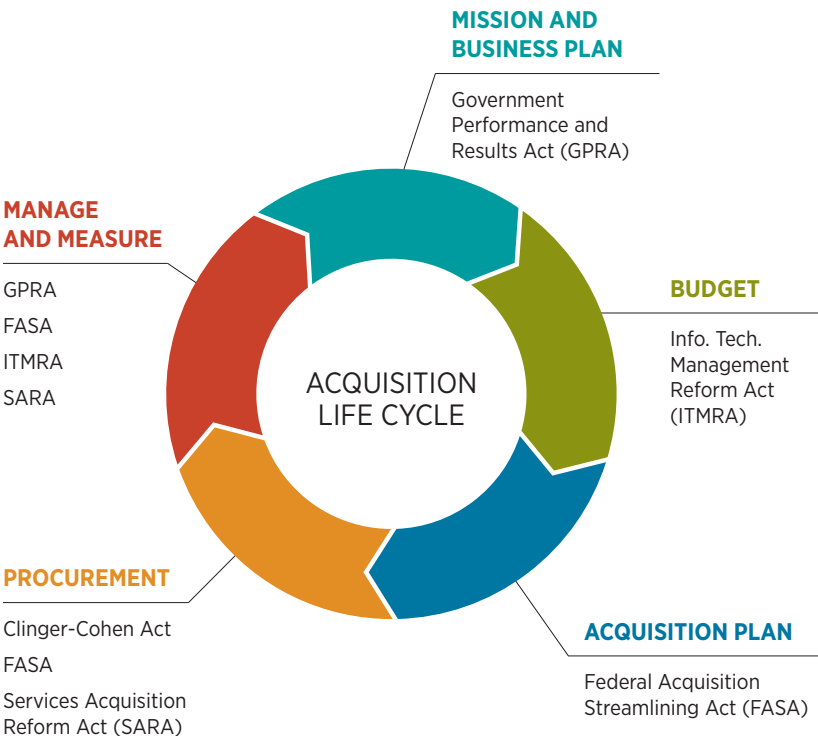 MISSION AND
BUSINESS PLAN
Government
Performance and
Results Act (GPRA)
MANAGE
AND MEASURE
GPRA
FASA
ITMRA
SARA
BUDGET
Info. Tech.
Management
Reform Act
(ITMRA)
ACQUISITION
LIFE CYCLE
PROCUREMENT
Clinger-Cohen Act
FASA
Services Acquisition
Reform Act (SARA)
ACQUISITION PLAN
Federal Acquisition
Streamlining Act (FASA)